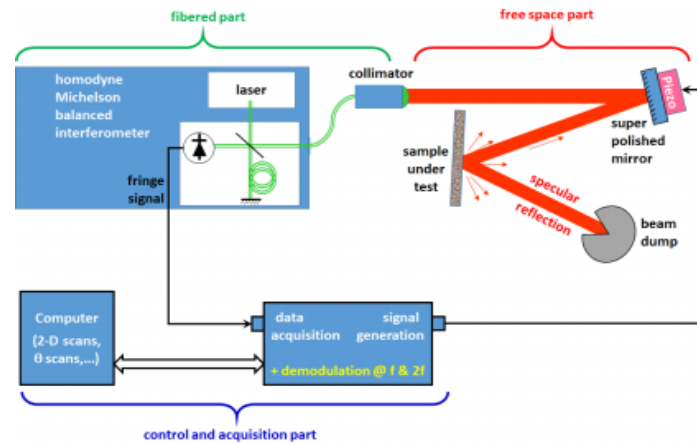 fibered part
free space part
homodyne
Michelson
balanced
interferometer
laser
collimator
Piezo
super
polished
mirror
sample
under
test
fringe
signal
specular
reflection
beam
dump
Computer
(2-D scans,
θ scans,...)
data signal
acquisition generation
+ demodulation @ f & 2f
control and acquisition part